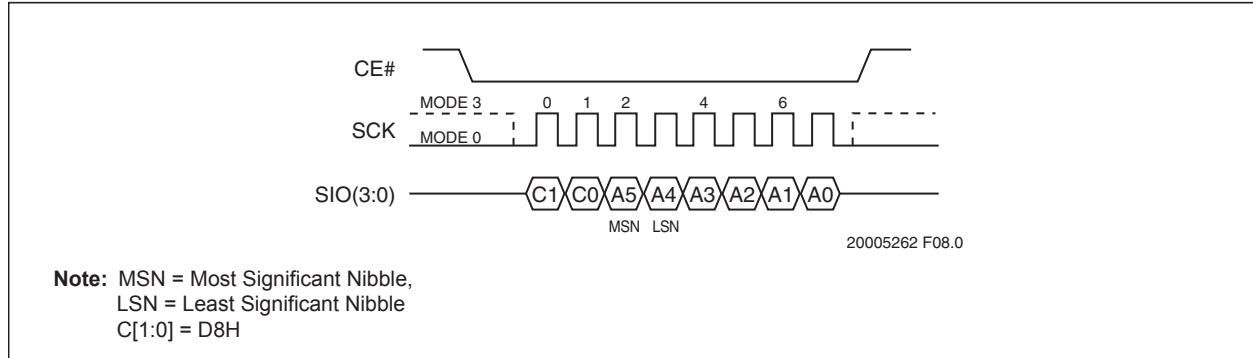 CE#
MODE 3 0 1 2 4 6
SCK
MODE 0
SIO(3:0) C1 C0 A5 A4 A3 A2 A1 A0
MSN LSN
20005262 F08.0
Note: MSN = Most Significant Nibble,
LSN = Least Significant Nibble
C[1:0] = D8H